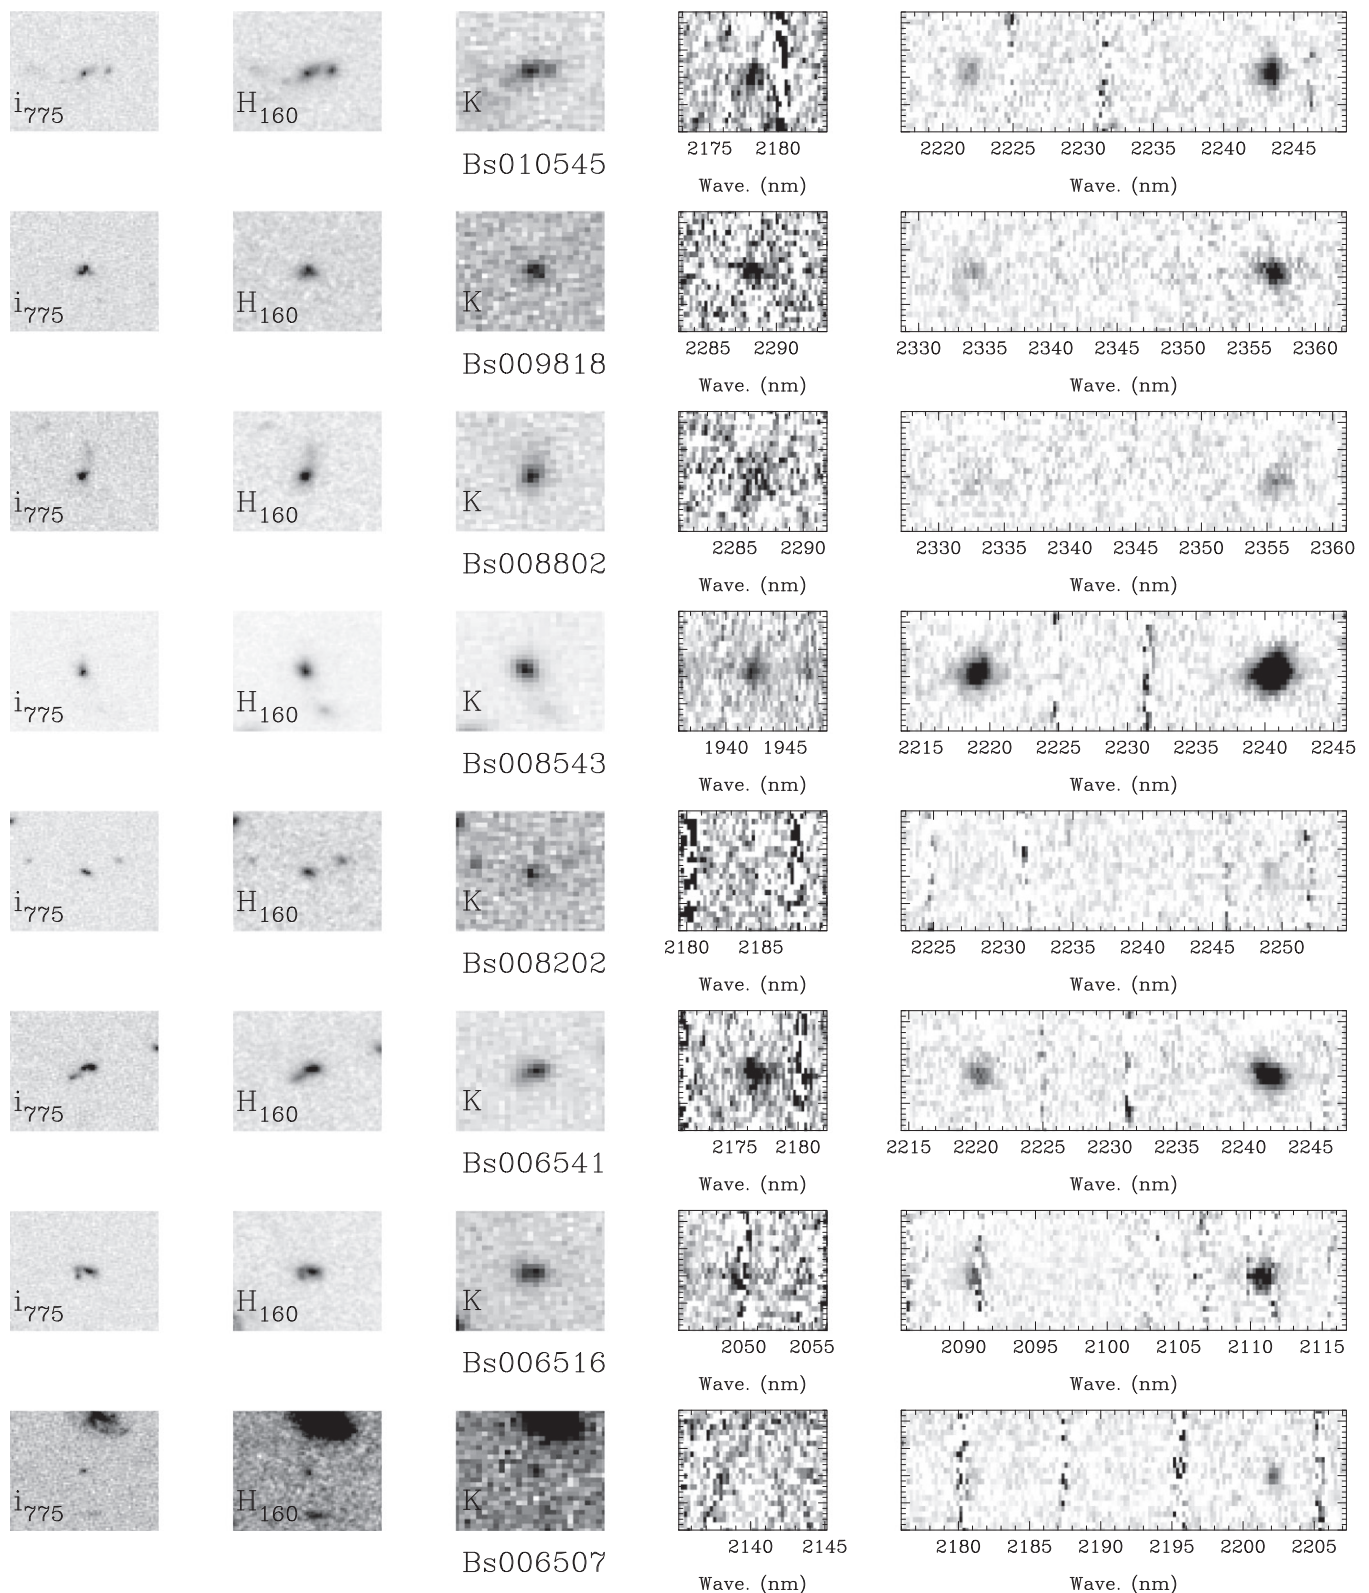 i775 H160 K
2175 2180 2220 2225 2230 2235 2240 2245
Bs010545 Wave. (nm) Wave. (nm)
i775 H160 K
2285 2290 2330 2335 2340 2345 2350 2355 2360
Bs009818 Wave. (nm) Wave. (nm)
i775 H160 K
2285 2290 2330 2335 2340 2345 2350 2355 2360
Bs008802 Wave. (nm) Wave. (nm)
i775 H160 K
1940 1945 2215 2220 2225 2230 2235 2240 2245
Bs008543 Wave. (nm) Wave. (nm)
i775 H160 K
2180 2185 2225 2230 2235 2240 2245 2250
Bs008202 Wave. (nm) Wave. (nm)
i775 H160 K
2175 2180 2215 2220 2225 2230 2235 2240 2245
Bs006541 Wave. (nm) Wave. (nm)
i775 H160 K
2050 2055 2090 2095 2100 2105 2110 2115
Bs006516 Wave. (nm) Wave. (nm)
i775 H160 K
2140 2145 2180 2185 2190 2195 2200 2205
Bs006507 Wave. (nm) Wave. (nm)